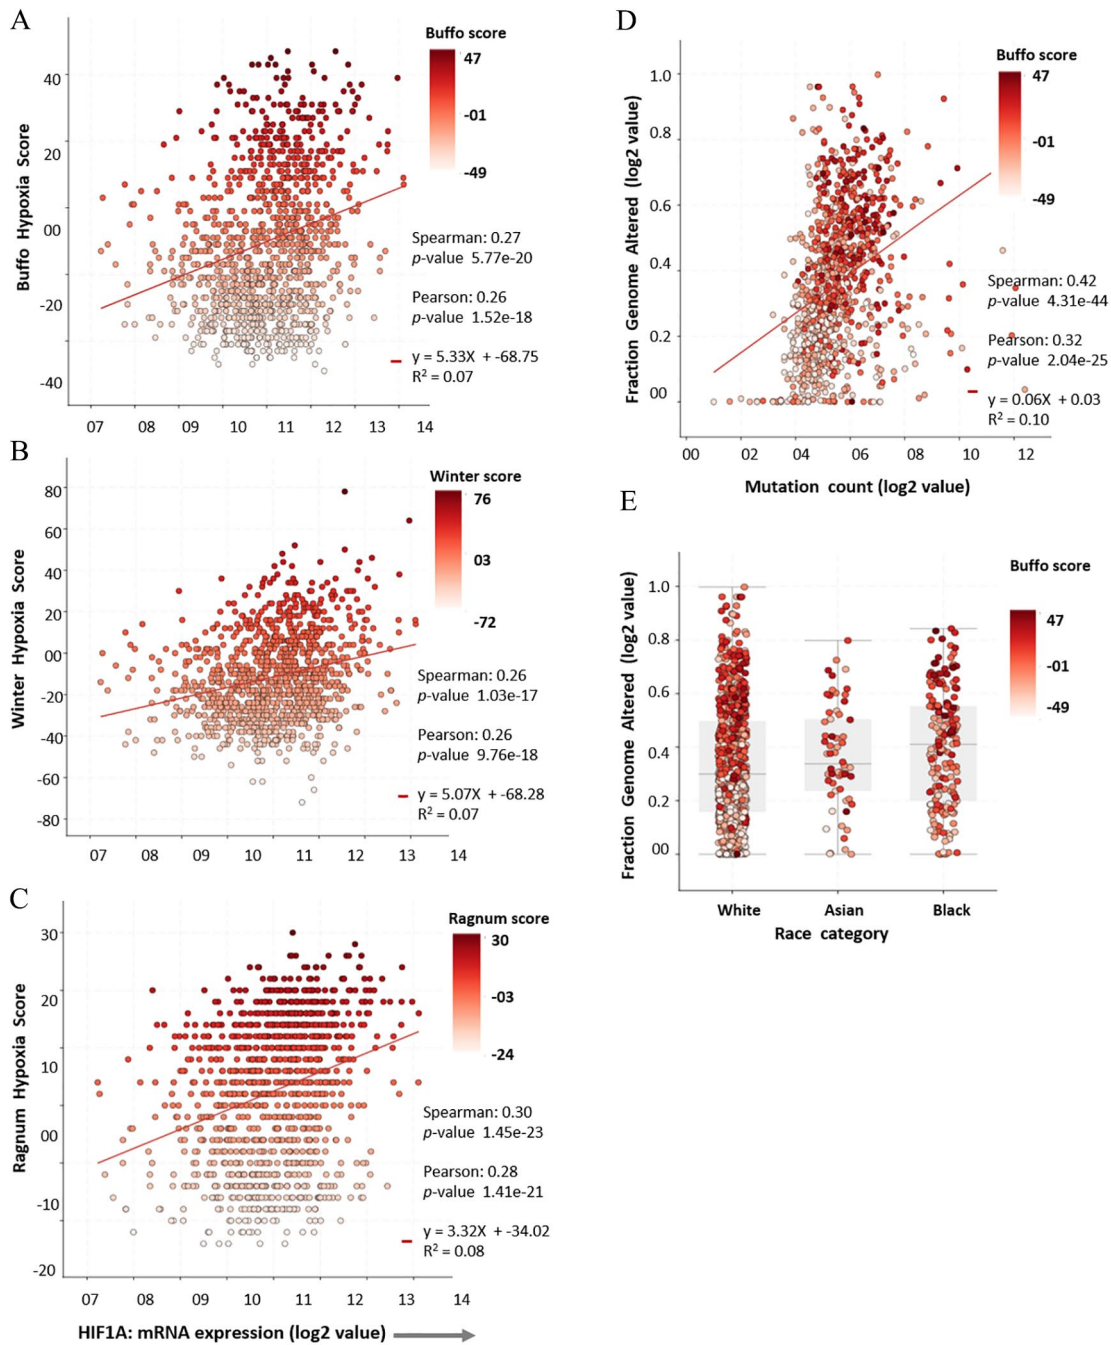 A
Buffo score
47
-01
-49
Buffo Hypoxia Score
40
20
00
-20
-40
Spearman: 0.27
p-value 5.77e-20
Pearson: 0.26
p-value 1.52e-18
y = 5.33X + -68.75
R² = 0.07
07 08 09 10 11 12 13 14
B
Winter score
76
03
-72
Winter Hypoxia Score
80
60
40
20
00
-20
-40
-60
-80
Spearman: 0.26
p-value 1.03e-17
Pearson: 0.26
p-value 9.76e-18
y = 5.07X + -68.28
R² = 0.07
07 08 09 10 11 12 13 14
C
Ragnum score
30
-03
-24
Ragnum Hypoxia Score
30
20
10
00
-10
-20
Spearman: 0.30
p-value 1.45e-23
Pearson: 0.28
p-value 1.41e-21
y = 3.32X + -34.02
R² = 0.08
07 08 09 10 11 12 13 14
HIF1A: mRNA expression (log2 value)
D
Buffo score
47
-01
-49
Fraction Genome Altered (log2 value)
1.0
0.8
0.6
0.4
0.2
00
Spearman: 0.42
p-value 4.31e-44
Pearson: 0.32
p-value 2.04e-25
y = 0.06X + 0.03
R² = 0.10
00 02 04 06 08 10 12
Mutation count (log2 value)
E
Buffo score
47
-01
-49
Fraction Genome Altered (log2 value)
1.0
0.8
0.6
0.4
0.2
00
White Asian Black
Race category